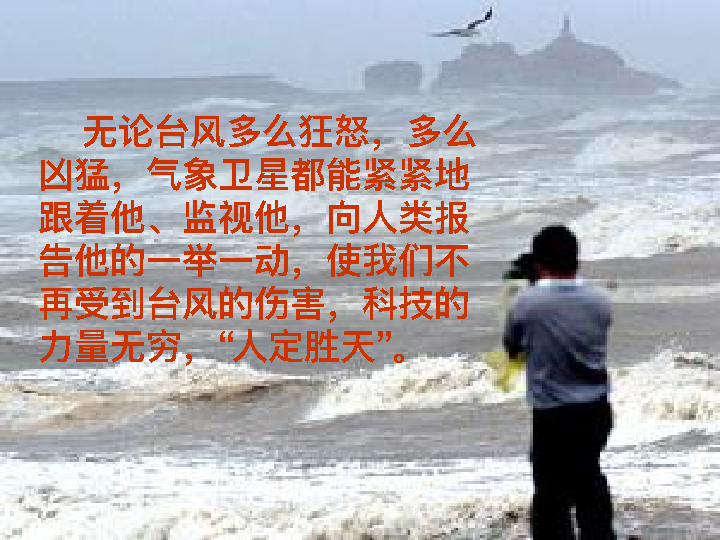 无论台风多么狂怒，多么
凶猛，气象卫星都能紧紧地
跟着他、监视他，向人类报
告他的一举一动，使我们不
再受到台风的伤害，科技的
力量无穷，“人定胜天”。